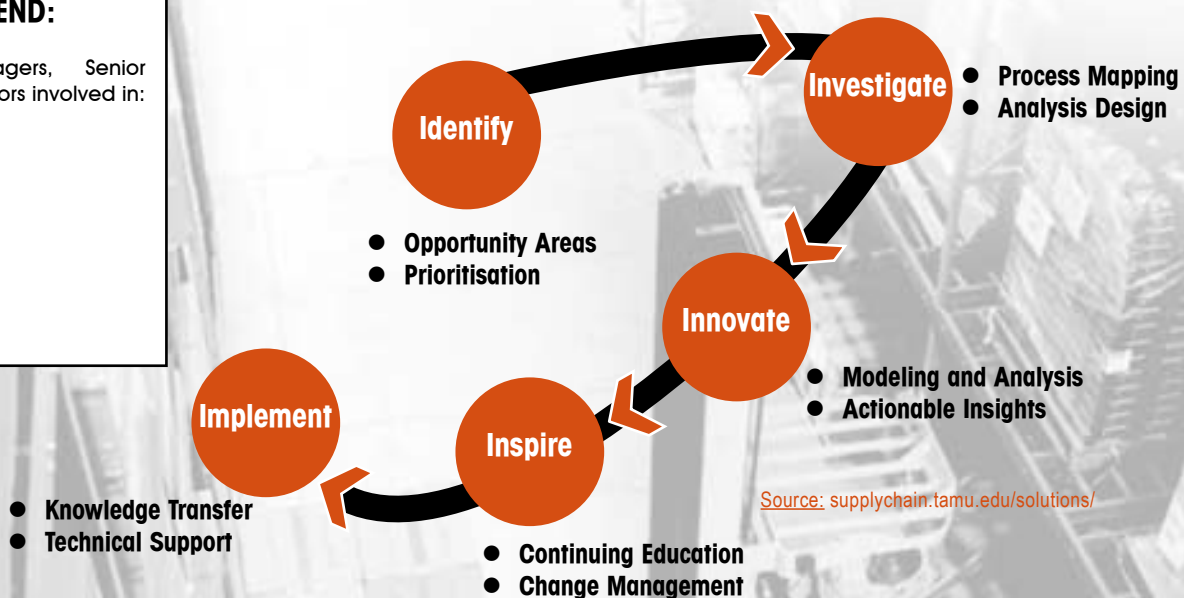 END:
agers, Senior
ors involved in:
Identify
● Opportunity Areas
● Prioritisation
Investigate
● Process Mapping
● Analysis Design
Innovate
● Modeling and Analysis
● Actionable Insights
Inspire
● Continuing Education
● Change Management
Implement
● Knowledge Transfer
● Technical Support
Source: supplychain.tamu.edu/solutions/